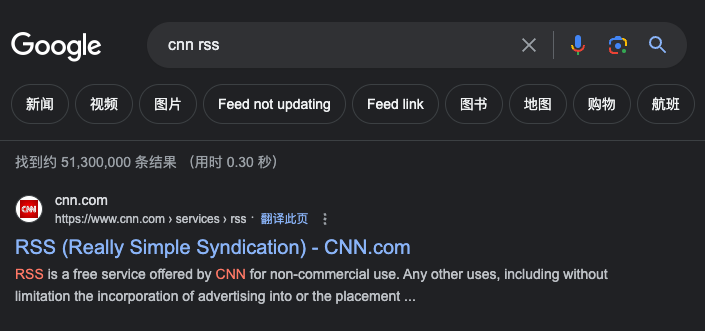 Google cnn rss
新闻 视频 图片 Feed not updating Feed link 图书 地图 购物 航班
找到约 51,300,000 条结果 （用时 0.30 秒）
CNN cnn.com
https://www.cnn.com › services › rss · 翻译此页
RSS (Really Simple Syndication) - CNN.com
RSS is a free service offered by CNN for non-commercial use. Any other uses, including without
limitation the incorporation of advertising into or the placement ...